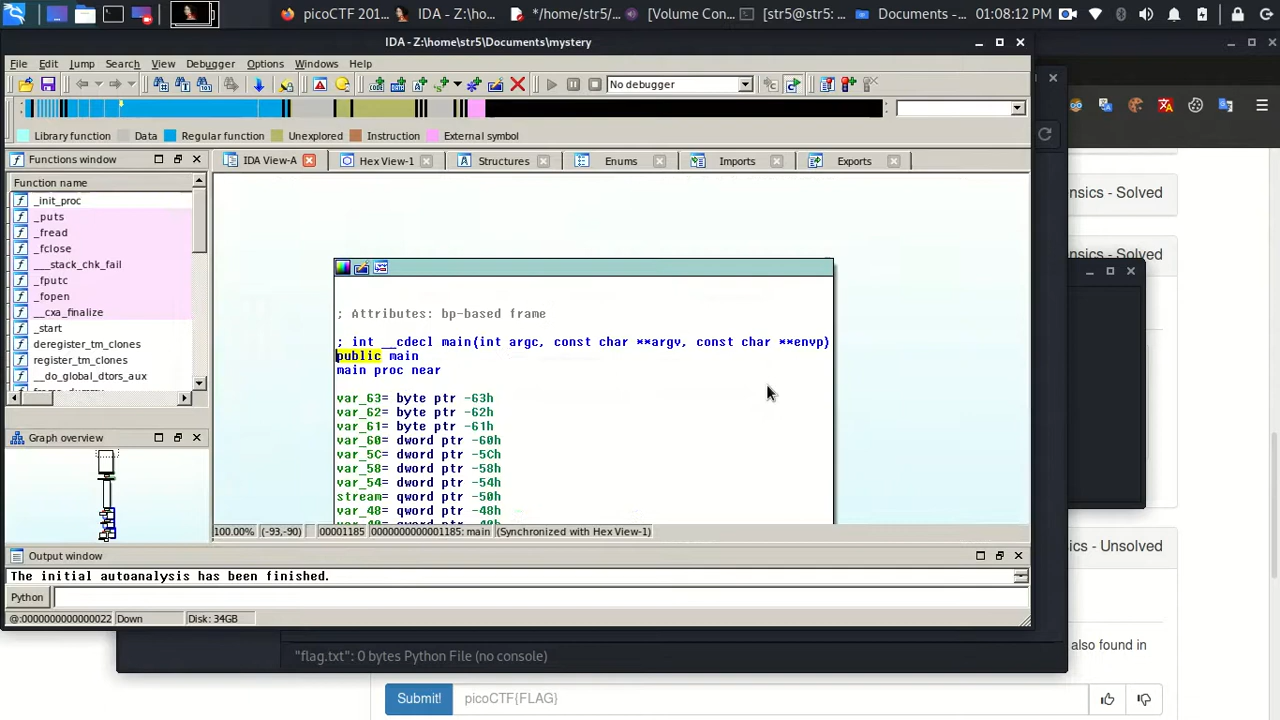 picoCTF 201...
IDA - Z:\ho...
*/home/str5/...
[Volume Con...
[str5@str5: ...
Documents -...
01:08:12 PM
IDA - Z:\home\str5\Documents\mystery
File Edit Jump Search View Debugger Options Windows Help
No debugger
Library function Data Regular function Unexplored Instruction External symbol
Functions window
IDA View-A
Hex View-1
Structures
Enums
Imports
Exports
Function name
_init_proc
_puts
_fread
_fclose
___stack_chk_fail
_fputc
_fopen
__cxa_finalize
_start
deregister_tm_clones
register_tm_clones
__do_global_dtors_aux
; Attributes: bp-based frame
; int __cdecl main(int argc, const char **argv, const char **envp)
public main
main proc near
var_63= byte ptr -63h
var_62= byte ptr -62h
var_61= byte ptr -61h
var_60= dword ptr -60h
var_5C= dword ptr -5Ch
var_58= dword ptr -58h
var_54= dword ptr -54h
stream= qword ptr -50h
var_48= qword ptr -48h
Graph overview
100.00% (-93,-90) 00001185 0000000000001185: main (Synchronized with Hex View-1)
Output window
The initial autoanalysis has been finished.
Python
@:0000000000000022 Down Disk: 34GB
"flag.txt": 0 bytes Python File (no console)
nsics - Solved
nsics - Solved
sics - Unsolved
also found in
Submit! picoCTF{FLAG}